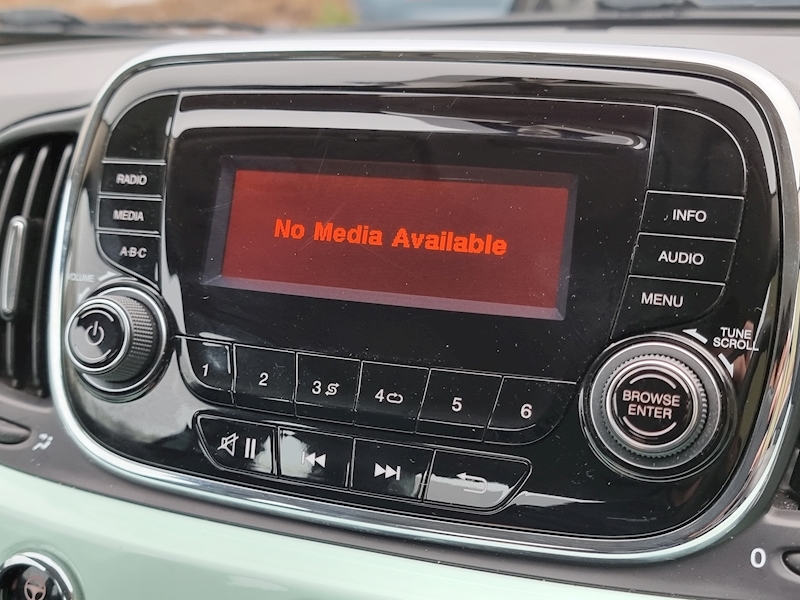 RADIO
MEDIA
A-B-C
VOLUME
No Media Available
INFO
AUDIO
MENU
TUNE
SCROLL
BROWSE
ENTER
1
2
3
4
5
6
0